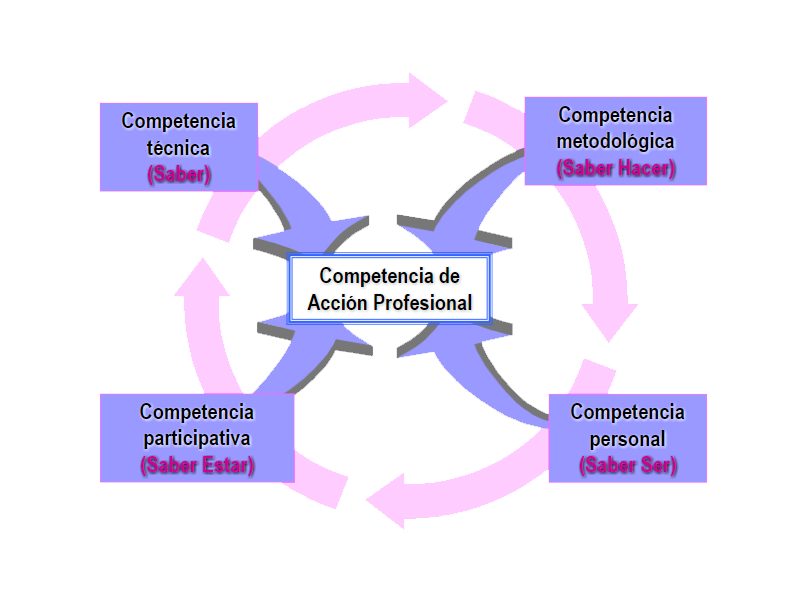 Competencia
técnica
(Saber)
Competencia
metodológica
(Saber Hacer)
Competencia de
Acción Profesional
Competencia
participativa
(Saber Estar)
Competencia
personal
(Saber Ser)